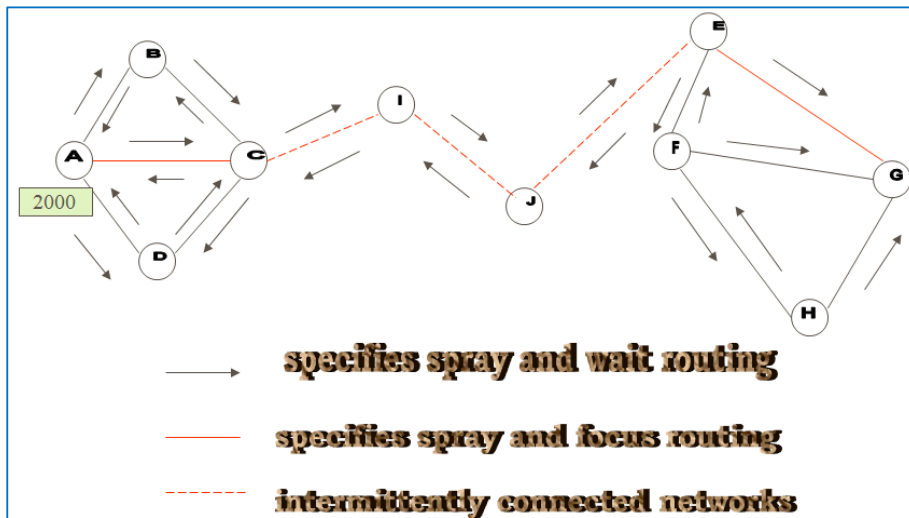 E
B
I
A
C
F
G
2000
J
D
H
specifies spray and wait routing
specifies spray and focus routing
intermittently connected networks